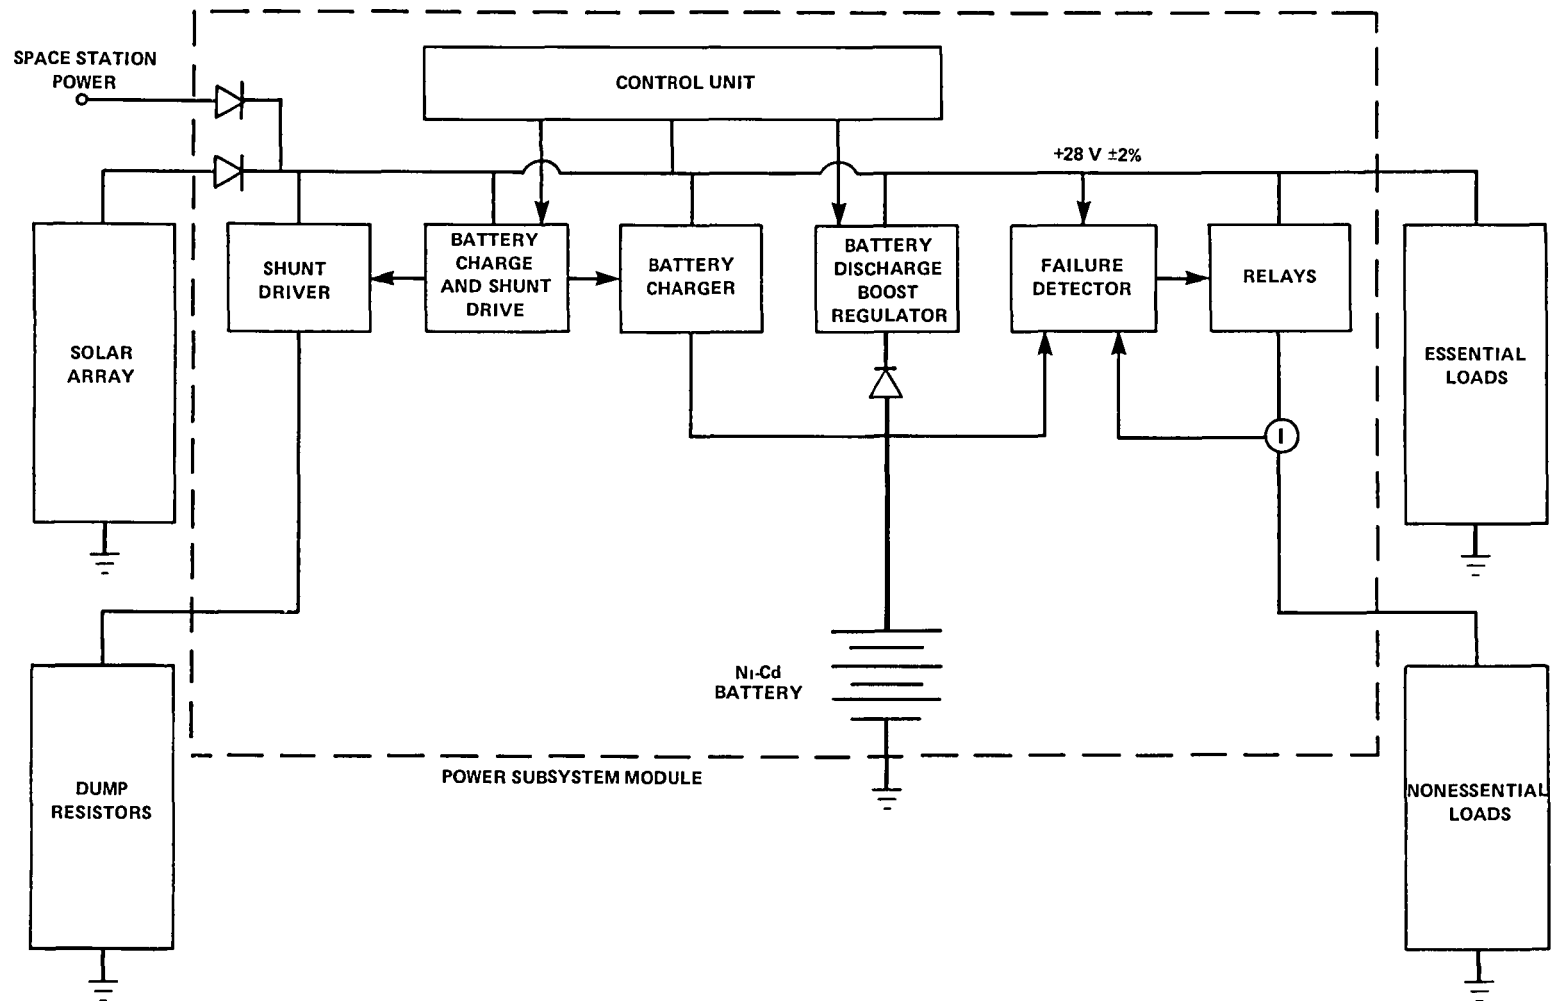 SPACE STATION
POWER
CONTROL UNIT
+28 V ±2%
SHUNT
DRIVER
BATTERY
CHARGE
AND SHUNT
DRIVE
BATTERY
CHARGER
BATTERY
DISCHARGE
BOOST
REGULATOR
FAILURE
DETECTOR
RELAYS
SOLAR
ARRAY
ESSENTIAL
LOADS
I
Ni-Cd
BATTERY
POWER SUBSYSTEM MODULE
DUMP
RESISTORS
NONESSENTIAL
LOADS